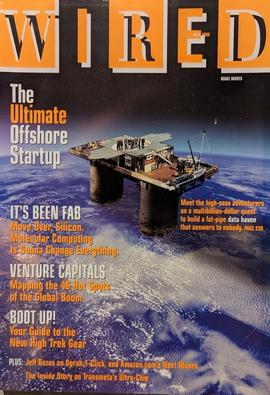 WIRED
MAKE WAVES
The
Ultimate
Offshore
Startup
Meet the high-seas adventurers
on a multibillion-dollar quest
to build a fat-pipe data haven
that answers to nobody. PAGE 238
IT'S BEEN FAB
Move Over, Silicon.
Molecular Computing
Is Gonna Change Everything.
VENTURE CAPITALS
Mapping the 46 Hot Spots
of the Global Boom
BOOT UP!
Your Guide to the
New High Trek Gear
PLUS: Jeff Bezos on Oprah, 1-Click, and Amazon.com's Next Moves
The Inside Story on Transmeta's Ultra-Chip